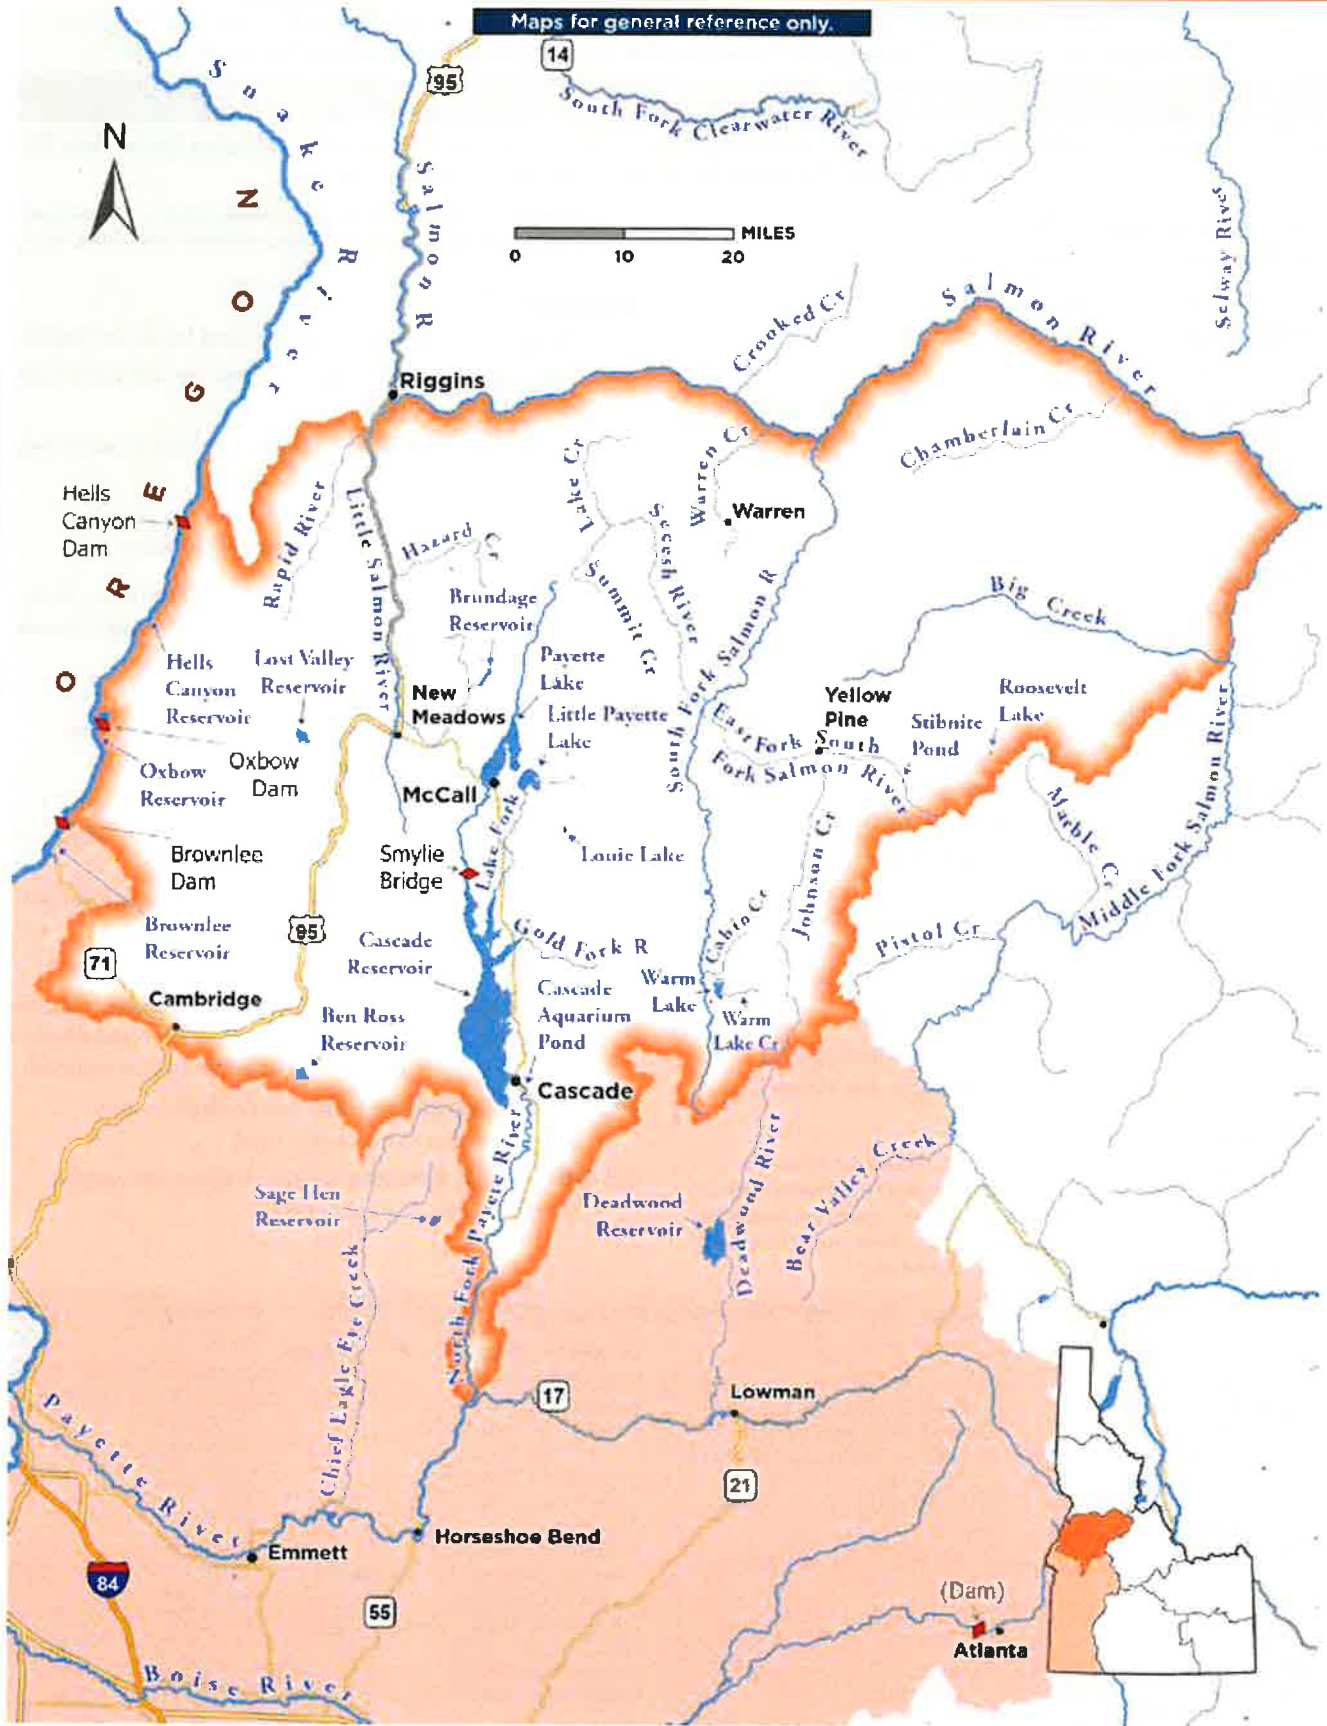 Maps for general reference only.
14
95
South Fork Clearwater River
Snake River
Salmon R
N
OREGON
MILES
0 10 20
Selway River
Salmon River
Crooked Cr
Riggins
Chamberlain Cr
Lake Cr
Warren Cr
Warren
Hells
Canyon
Dam
Rapid River
Little Salmon River
Hazard Cr
Secesh River
Summit Cr
South Fork Salmon R
Big Creek
Brundage
Reservoir
Hells
Canyon
Reservoir
Lost Valley
Reservoir
New
Meadows
Payette
Lake
Little Payette
Lake
Yellow
Pine
Roosevelt
Lake
Stibnite
Pond
East Fork South
Fork Salmon River
South Fork Salmon River
Oxbow
Dam
Oxbow
Reservoir
McCall
Lake Fork
Marble Cr
Middle Fork Salmon River
Brownlee
Dam
Smylie
Bridge
Louie Lake
Johnson Cr
Brownlee
Reservoir
95
Cascade
Reservoir
Gold Fork R
Cabin Cr
Pistol Cr
71
Cambridge
Warm
Lake
Warm
Lake Cr
Cascade
Aquarium
Pond
Ben Ross
Reservoir
Cascade
North Fork Payette River
Sage Hen
Reservoir
Deadwood
Reservoir
Deadwood River
Bear Valley Creek
Chief Eagle Eye Creek
17
Lowman
Payette River
21
Horseshoe Bend
Emmett
84
55
(Dam)
Atlanta
Boise River